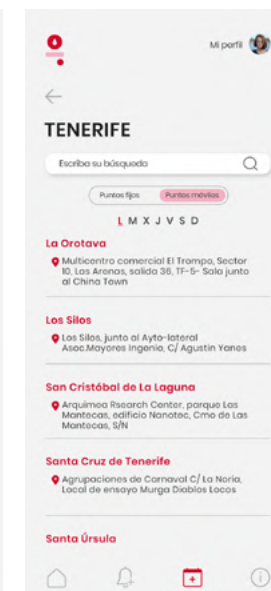 Mi perfil
TENERIFE
Escriba su búsqueda
Puntos fijos
Puntos móviles
L M X J V S D
La Orotava
Multicentro comercial El Trompo, Sector
10, Las Arenas, salida 36, TF-5- Sala junto
al China Town
Los Silos
Los Silos, junto al Ayto-lateral
Asoc.Mayores Ingenio, C/ Agustin Yanes
San Cristóbal de La Laguna
Arquimea Rsearch Center, parque Las
Mantecas, edificio Nanotec, Cmo de Las
Mantecas, S/N
Santa Cruz de Tenerife
Agrupaciones de Carnaval C/ La Noria,
Local de ensayo Murga Diablos Locos
Santa Úrsula